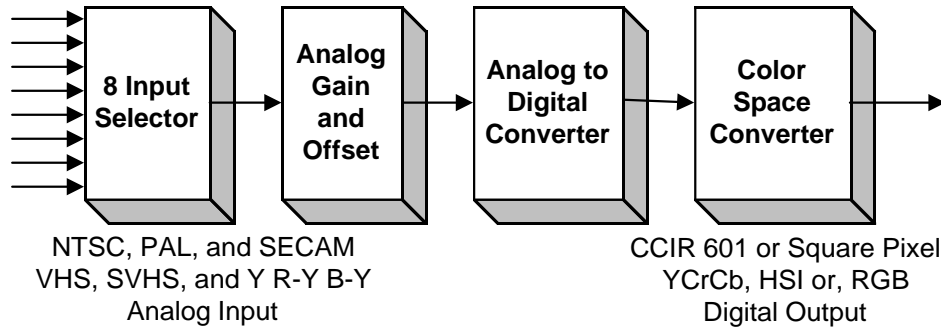 8 Input
Selector
Analog
Gain
and
Offset
Analog to
Digital
Converter
Color
Space
Converter
NTSC, PAL, and SECAM
VHS, SVHS, and Y R-Y B-Y
Analog Input
CCIR 601 or Square Pixel
YCrCb, HSI or, RGB
Digital Output